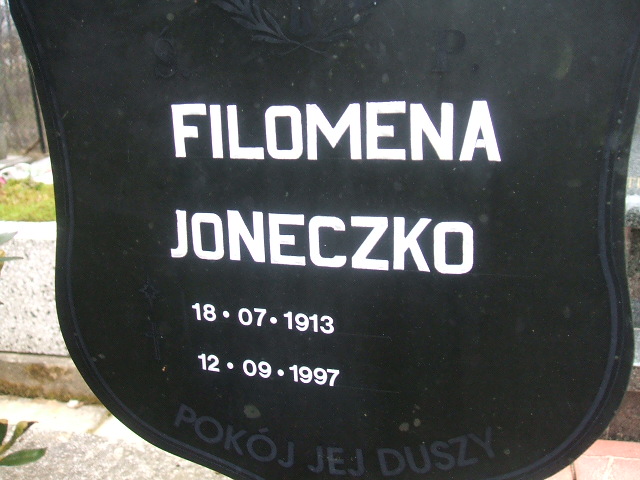 Ś. P.
FILOMENA
JONECZKO
18•07•1913
12•09•1997
POKÓJ JEJ DUSZY